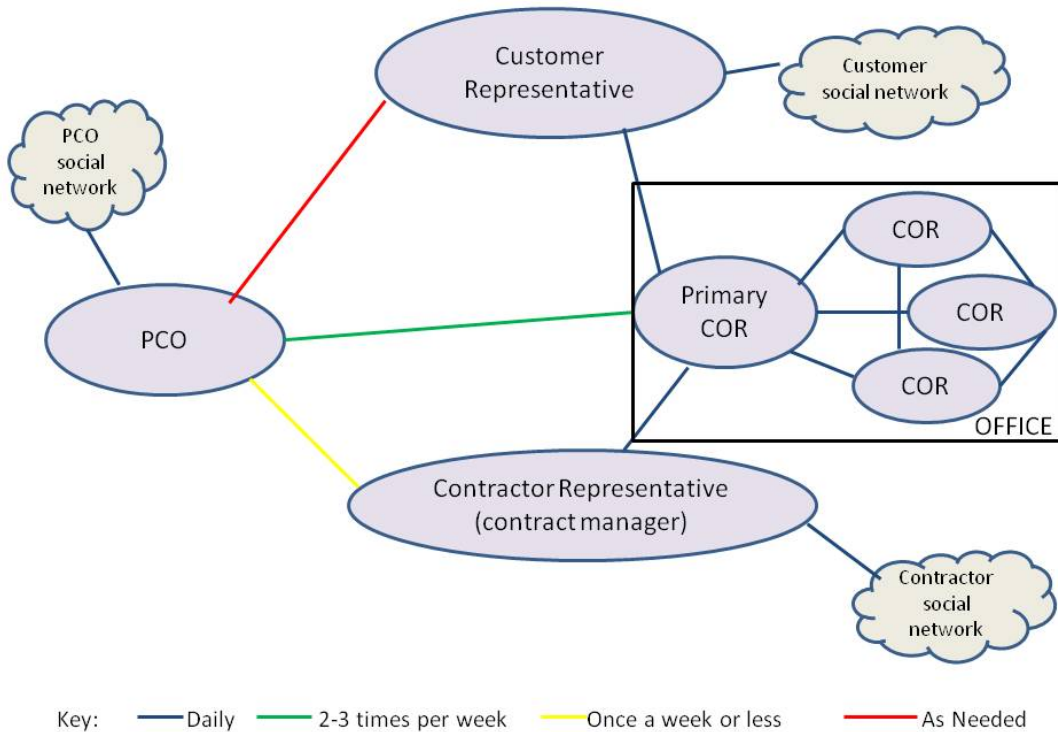 Customer
Representative
Customer
social network
PCO
social
network
COR
Primary
COR
COR
PCO
COR
OFFICE
Contractor Representative
(contract manager)
Contractor
social
network
Key: Daily 2-3 times per week Once a week or less As Needed